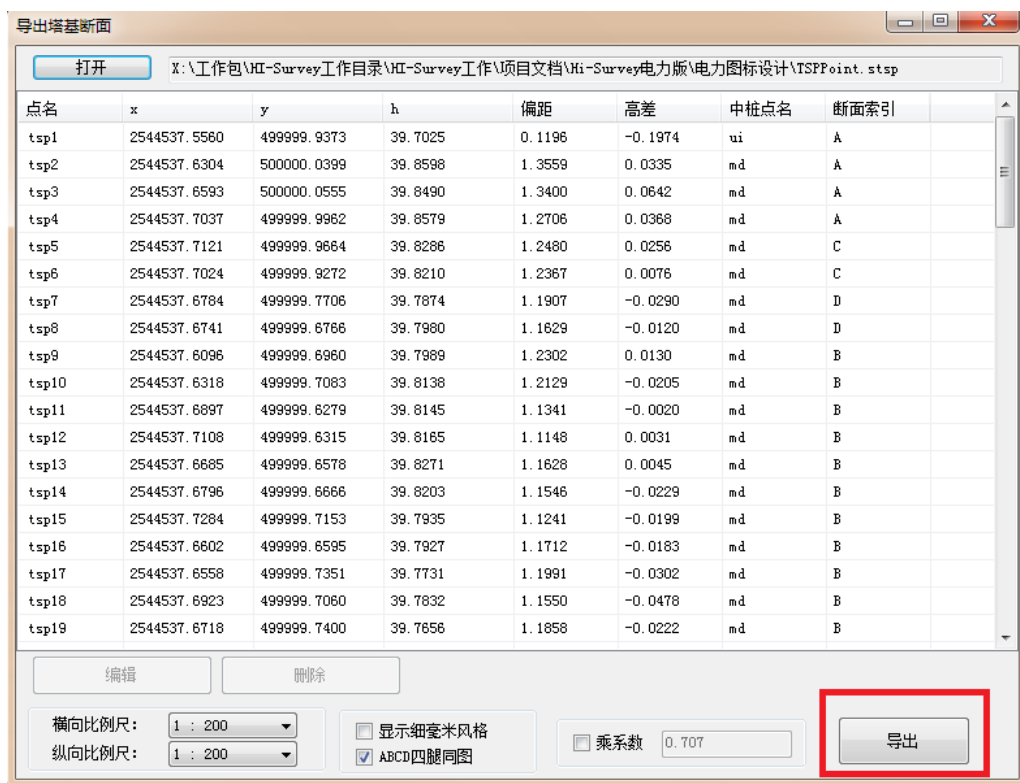 导出塔基断面
打开 X:\工作包\HI-Survey工作目录\HI-Survey工作\项目文档\Hi-Survey电力版\电力图标设计\TSPPoint.stsp
点名 x y h 偏距 高差 中桩点名 断面索引
tsp1 2544537.5560 499999.9373 39.7025 0.1196 -0.1974 ui A
tsp2 2544537.6304 500000.0399 39.8598 1.3559 0.0335 md A
tsp3 2544537.6593 500000.0555 39.8490 1.3400 0.0642 md A
tsp4 2544537.7037 499999.9962 39.8579 1.2706 0.0368 md A
tsp5 2544537.7121 499999.9664 39.8286 1.2480 0.0256 md C
tsp6 2544537.7024 499999.9272 39.8210 1.2367 0.0076 md C
tsp7 2544537.6784 499999.7706 39.7874 1.1907 -0.0290 md D
tsp8 2544537.6741 499999.6766 39.7980 1.1629 -0.0120 md D
tsp9 2544537.6096 499999.6960 39.7989 1.2302 0.0130 md B
tsp10 2544537.6318 499999.7083 39.8138 1.2129 -0.0205 md B
tsp11 2544537.6897 499999.6279 39.8145 1.1341 -0.0020 md B
tsp12 2544537.7108 499999.6315 39.8165 1.1148 0.0031 md B
tsp13 2544537.6685 499999.6578 39.8271 1.1628 0.0045 md B
tsp14 2544537.6796 499999.6666 39.8203 1.1546 -0.0229 md B
tsp15 2544537.7284 499999.7153 39.7935 1.1241 -0.0199 md B
tsp16 2544537.6602 499999.6595 39.7927 1.1712 -0.0183 md B
tsp17 2544537.6558 499999.7351 39.7731 1.1991 -0.0302 md B
tsp18 2544537.6923 499999.7060 39.7832 1.1550 -0.0478 md B
tsp19 2544537.6718 499999.7400 39.7656 1.1858 -0.0222 md B
编辑 删除
横向比例尺: 1 : 200 显示细毫米风格 乘系数 0.707 导出
纵向比例尺: 1 : 200 ABCD四腿同图